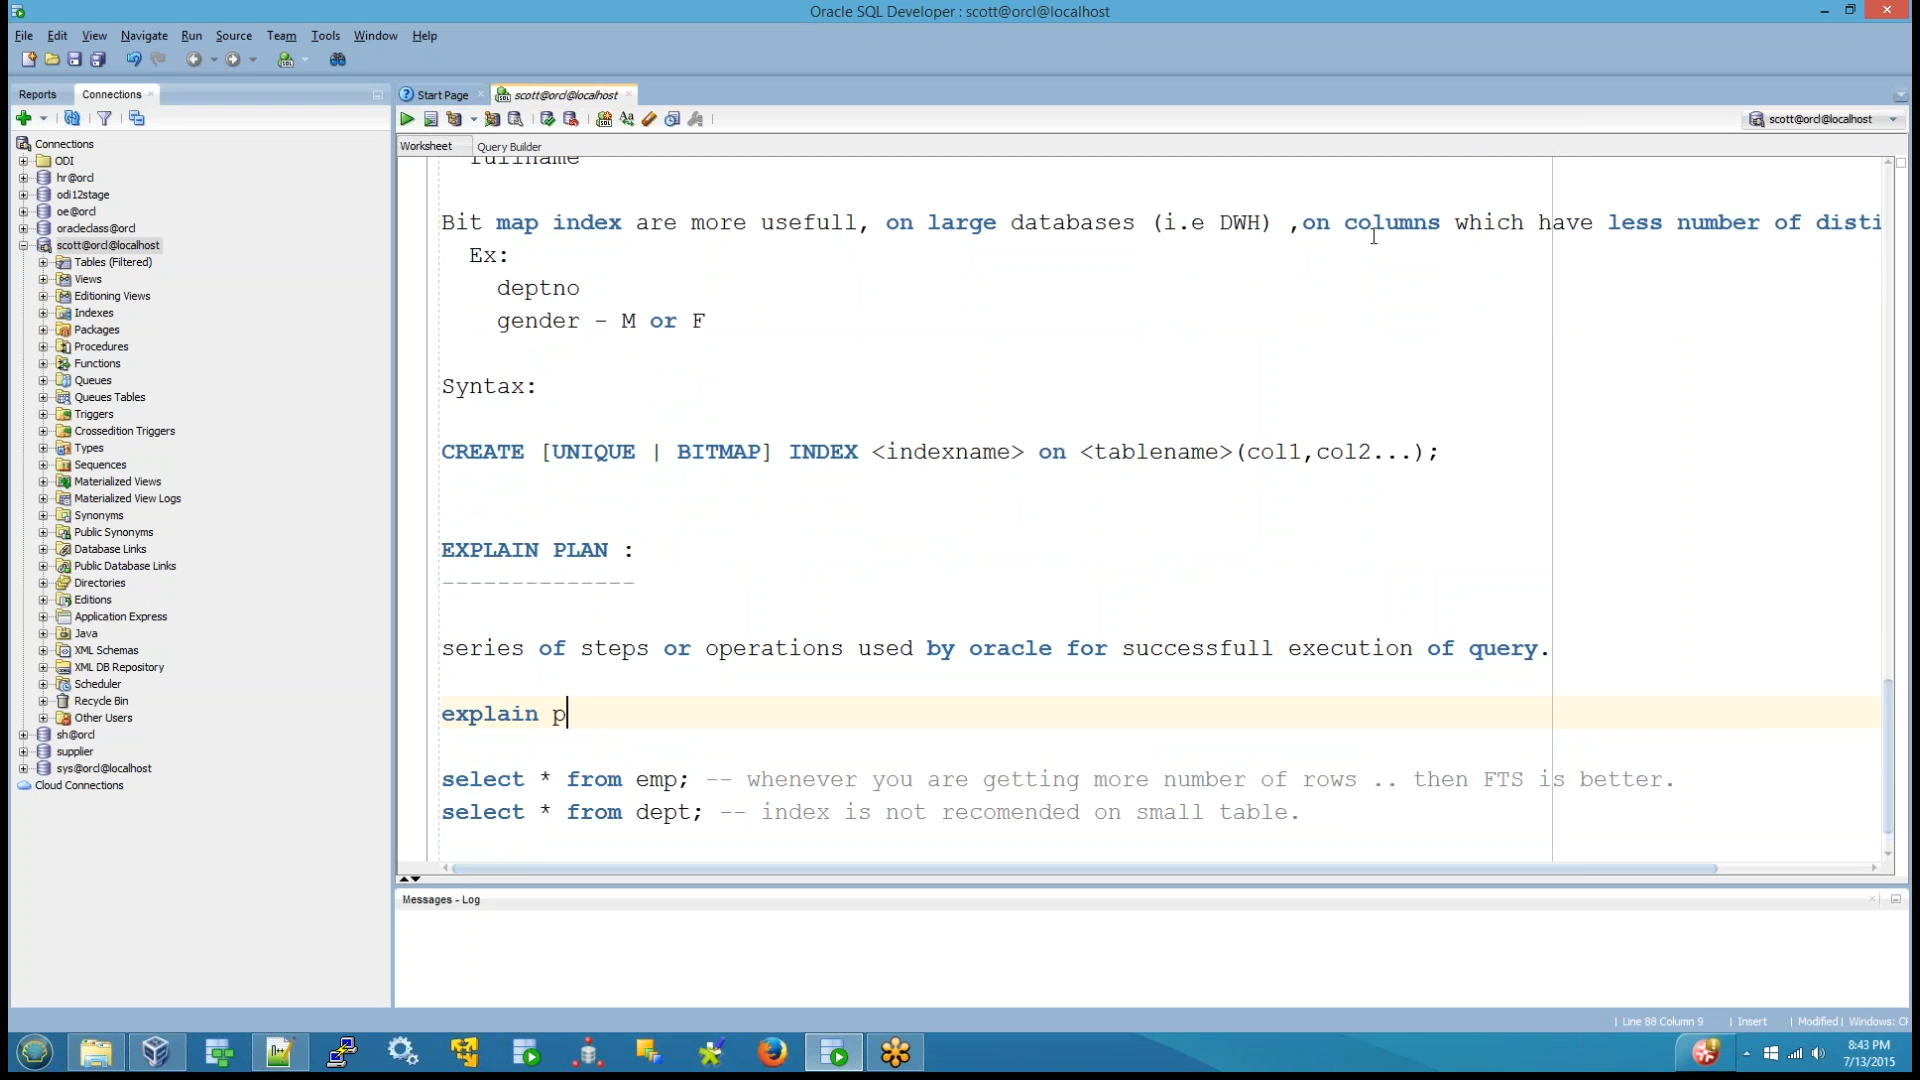 Oracle SQL Developer : scott@orcl@localhost
File Edit View Navigate Run Source Team Tools Window Help
Reports Connections
Start Page scott@orcl@localhost
scott@orcl@localhost
Worksheet Query Builder
Connections
ODI
hr@orcl
odi12stage
oe@orcl
oracleclass@orcl
scott@orcl@localhost
Tables (Filtered)
Views
Editioning Views
Indexes
Packages
Procedures
Functions
Queues
Queues Tables
Triggers
Crossedition Triggers
Types
Sequences
Materialized Views
Materialized View Logs
Synonyms
Public Synonyms
Database Links
Public Database Links
Directories
Editions
Application Express
Java
XML Schemas
XML DB Repository
Scheduler
Recycle Bin
Other Users
sh@orcl
supplier
sys@orcl@localhost
Cloud Connections
fullname
Bit map index are more usefull, on large databases (i.e DWH) ,on columns which have less number of disti
Ex:
deptno
gender - M or F
Syntax:
CREATE [UNIQUE | BITMAP] INDEX <indexname> on <tablename>(col1,col2...);
EXPLAIN PLAN :
--------------
series of steps or operations used by oracle for successfull execution of query.
explain p
select * from emp; -- whenever you are getting more number of rows .. then FTS is better.
select * from dept; -- index is not recomended on small table.
Messages - Log
Line 88 Column 9 Insert Modified Windows:
8:43 PM
7/13/2015